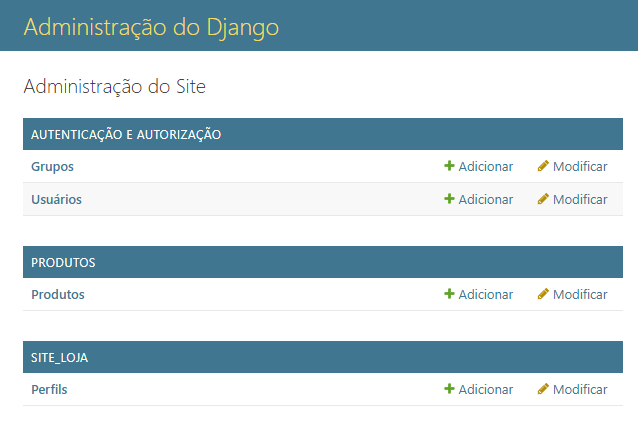 Administração do Django
Administração do Site
AUTENTICAÇÃO E AUTORIZAÇÃO
Grupos Adicionar Modificar
Usuários Adicionar Modificar
PRODUTOS
Produtos Adicionar Modificar
SITE_LOJA
Perfils Adicionar Modificar